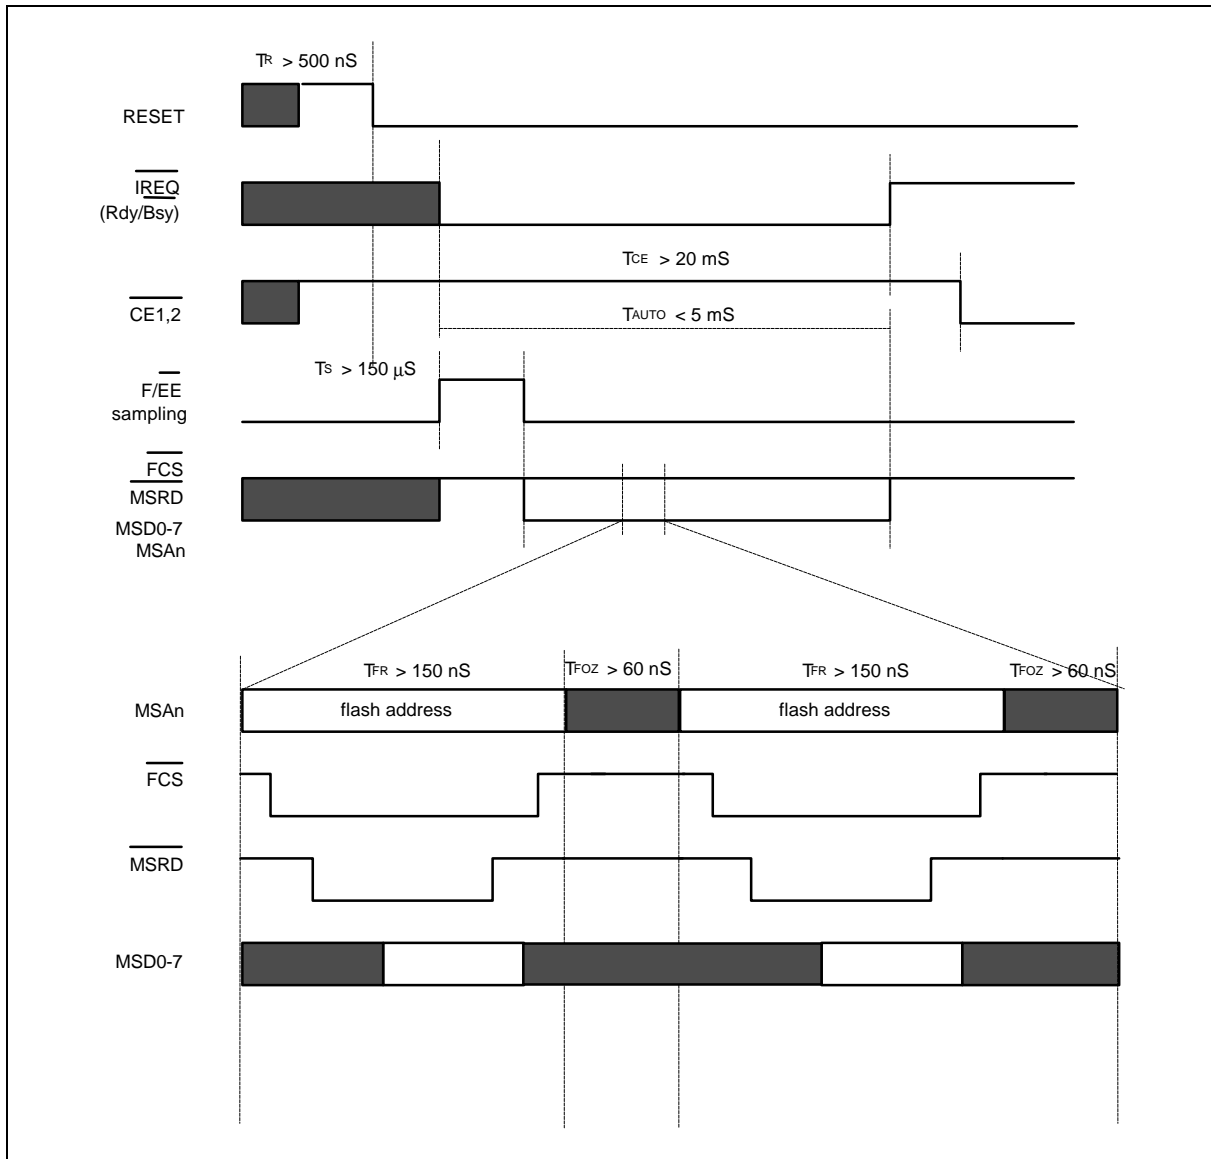 TR > 500 nS
RESET
IREQ
(Rdy/Bsy)
TCE > 20 mS
CE1,2
TAUTO < 5 mS
TS > 150 μS
F/EE
sampling
FCS
MSRD
MSD0-7
MSAn
TFR > 150 nS TFOZ > 60 nS TFR > 150 nS TFOZ > 60 nS
MSAn flash address flash address
FCS
MSRD
MSD0-7